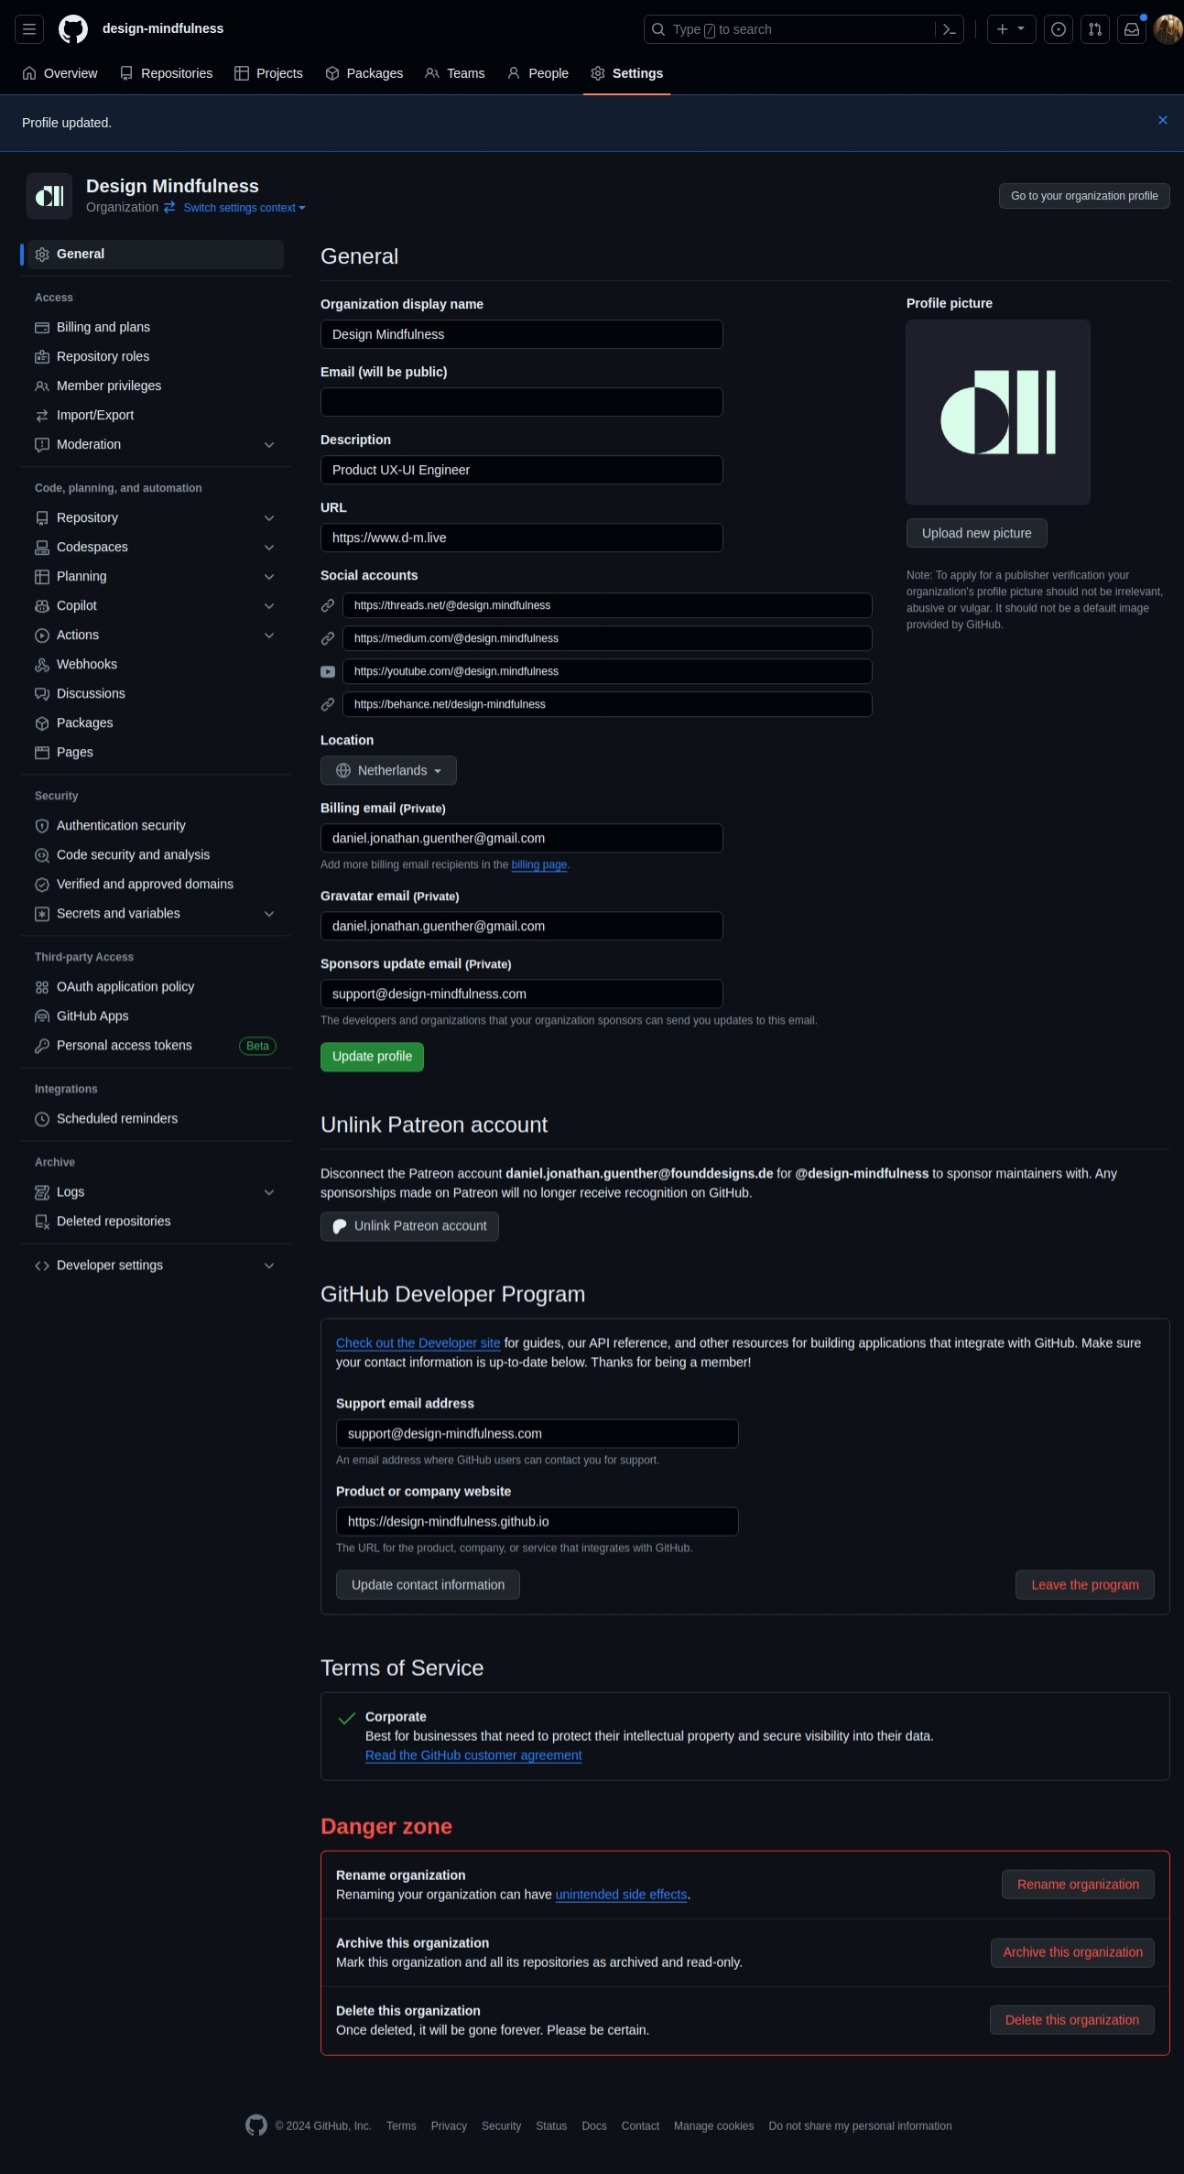 design-mindfulness
Type / to search
Overview
Repositories
Projects
Packages
Teams
People
Settings
Profile updated.
Design Mindfulness
Organization Switch settings context
Go to your organization profile
General
Access
Billing and plans
Repository roles
Member privileges
Import/Export
Moderation
Code, planning, and automation
Repository
Codespaces
Planning
Copilot
Actions
Webhooks
Discussions
Packages
Pages
Security
Authentication security
Code security and analysis
Verified and approved domains
Secrets and variables
Third-party Access
OAuth application policy
GitHub Apps
Personal access tokens Beta
Integrations
Scheduled reminders
Archive
Logs
Deleted repositories
Developer settings
General
Organization display name
Design Mindfulness
Email (will be public)
Description
Product UX-UI Engineer
URL
https://www.d-m.live
Social accounts
https://threads.net/@design.mindfulness
https://medium.com/@design.mindfulness
https://youtube.com/@design.mindfulness
https://behance.net/design-mindfulness
Location
Netherlands
Billing email (Private)
daniel.jonathan.guenther@gmail.com
Add more billing email recipients in the billing page.
Gravatar email (Private)
daniel.jonathan.guenther@gmail.com
Sponsors update email (Private)
support@design-mindfulness.com
The developers and organizations that your organization sponsors can send you updates to this email.
Update profile
Profile picture
Upload new picture
Note: To apply for a publisher verification your
organization's profile picture should not be irrelevant,
abusive or vulgar. It should not be a default image
provided by GitHub.
Unlink Patreon account
Disconnect the Patreon account daniel.jonathan.guenther@founddesigns.de for @design-mindfulness to sponsor maintainers with. Any
sponsorships made on Patreon will no longer receive recognition on GitHub.
Unlink Patreon account
GitHub Developer Program
Check out the Developer site for guides, our API reference, and other resources for building applications that integrate with GitHub. Make sure
your contact information is up-to-date below. Thanks for being a member!
Support email address
support@design-mindfulness.com
An email address where GitHub users can contact you for support.
Product or company website
https://design-mindfulness.github.io
The URL for the product, company, or service that integrates with GitHub.
Update contact information
Leave the program
Terms of Service
Corporate
Best for businesses that need to protect their intellectual property and secure visibility into their data.
Read the GitHub customer agreement
Danger zone
Rename organization
Renaming your organization can have unintended side effects.
Rename organization
Archive this organization
Mark this organization and all its repositories as archived and read-only.
Archive this organization
Delete this organization
Once deleted, it will be gone forever. Please be certain.
Delete this organization
© 2024 GitHub, Inc. Terms Privacy Security Status Docs Contact Manage cookies Do not share my personal information